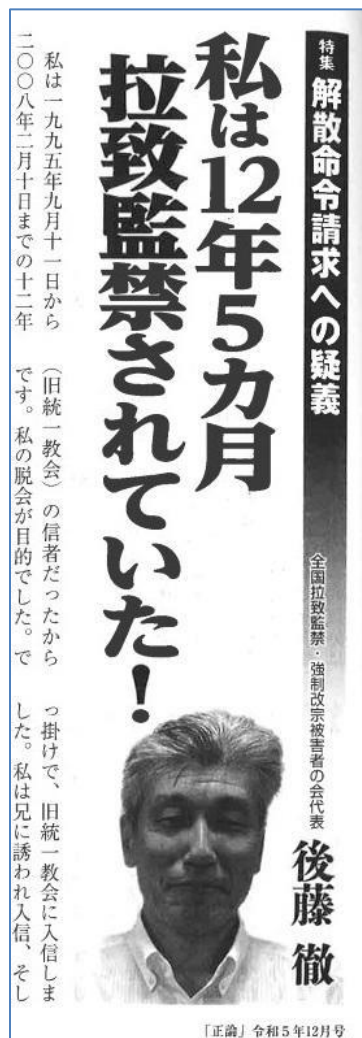 特集 解散命令請求への疑義
私は12年5カ月
拉致監禁されていた!
全国拉致監禁・強制改宗被害者の会代表
後藤 徹
私は一九九五年九月十一日から
二〇〇八年二月十日までの十二年
(旧統一教会)の信者だったから
です。私の脱会が目的でした。で
っ掛けで、旧統一教会に入信しま
した。私は兄に誘われ入信、そし
「正論」令和5年12月号